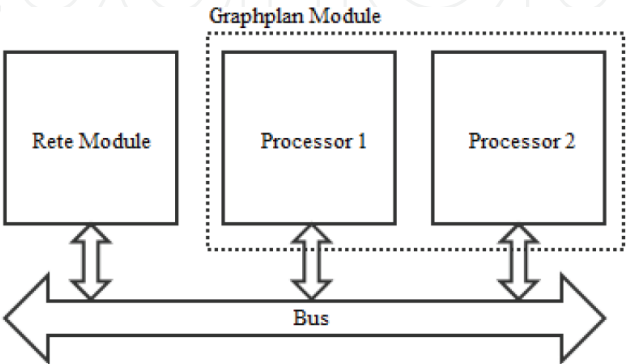 Graphplan Module
Rete Module
Processor 1
Processor 2
Bus